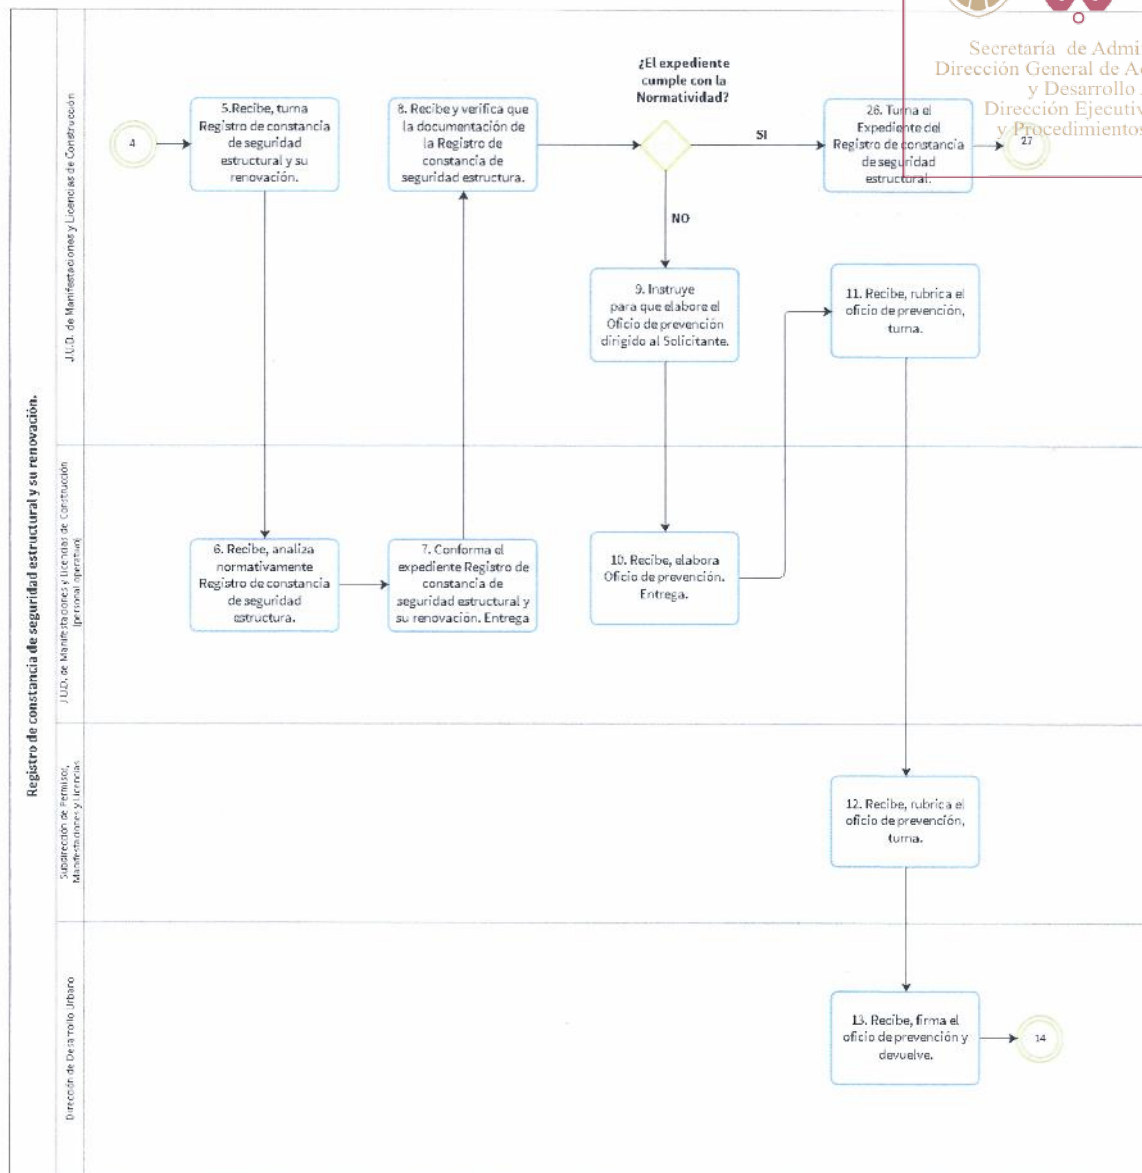 Secretaría de Admi
Dirección General de Ad
y Desarrollo
Dirección Ejecutiv
y Procedimientos
Registro de constancia de seguridad estructural y su renovación.
J.U.D. de Manifestaciones y Licencias de Construcción
4
5.Recibe, turna
Registro de constancia
de seguridad
estructural y su
renovación.
8. Recibe y verifica que
la documentación de
la Registro de
constancia de
seguridad estructura.
¿El expediente
cumple con la
Normatividad?
SI
26. Turna el
Expediente del
Registro de constancia
de seguridad
estructural.
27
NO
9. Instruye
para que elabore el
Oficio de prevención
dirigido al Solicitante.
11. Recibe, rubrica el
oficio de prevención,
turna.
J.U.D. de Manifestaciones y Licencias de Construcción
(personal operativo)
6. Recibe, analiza
normativamente
Registro de constancia
de seguridad
estructura.
7. Conforma el
expediente Registro de
constancia de
seguridad estructural y
su renovación. Entrega
10. Recibe, elabora
Oficio de prevención.
Entrega.
Subdirección de Permisos,
Manifestaciones y Licencias
12. Recibe, rubrica el
oficio de prevención,
turna.
Dirección de Desarrollo Urbano
13. Recibe, firma el
oficio de prevención y
devuelve.
14